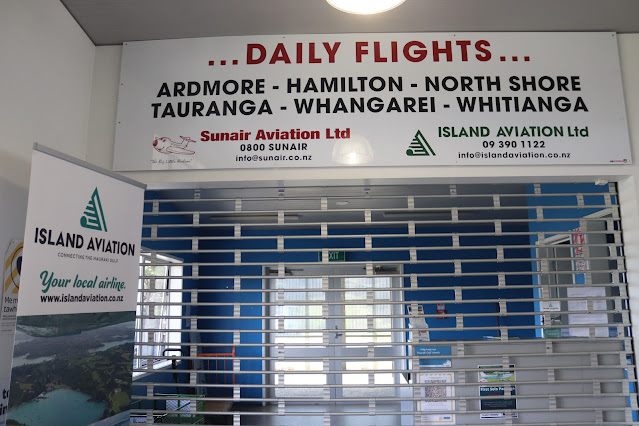 ...DAILY FLIGHTS...
ARDMORE - HAMILTON - NORTH SHORE
TAURANGA - WHANGAREI - WHITIANGA
Sunair Aviation Ltd
0800 SUNAIR
info@sunair.co.nz
ISLAND AVIATION Ltd
09 390 1122
info@islandaviation.co.nz
ISLAND AVIATION
CONNECTING THE HAURAKI GULF
Your local airline.
www.islandaviation.co.nz
EXIT